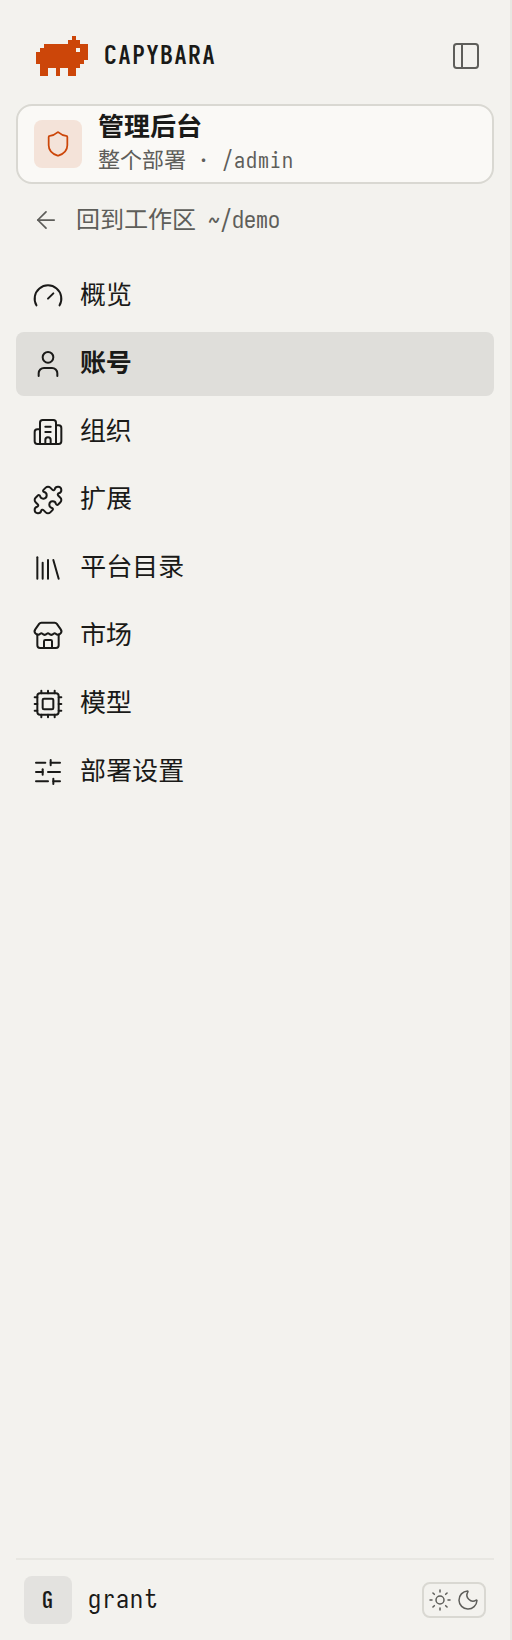 CAPYBARA
管理后台
整个部署 · /admin
回到工作区 ~/demo
概览
账号
组织
扩展
平台目录
市场
模型
部署设置
G grant